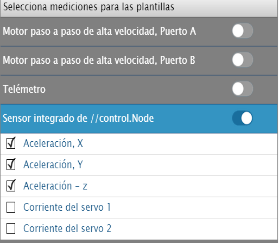 Selecciona mediciones para las plantillas
Motor paso a paso de alta velocidad, Puerto A
Motor paso a paso de alta velocidad, Puerto B
Telémetro
Sensor integrado de //control.Node
Aceleración, X
Aceleración, Y
Aceleración - z
Corriente del servo 1
Corriente del servo 2